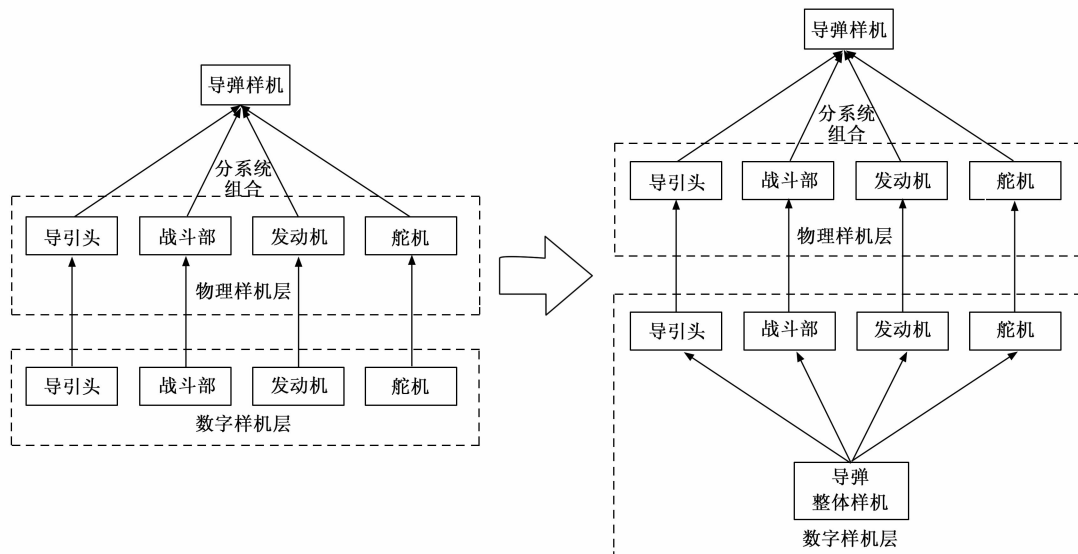 导弹样机
分系统
组合
导引头
战斗部
发动机
舵机
物理样机层
导引头
战斗部
发动机
舵机
数字样机层
导弹样机
分系统
组合
导引头
战斗部
发动机
舵机
物理样机层
导引头
战斗部
发动机
舵机
导弹
整体样机
数字样机层